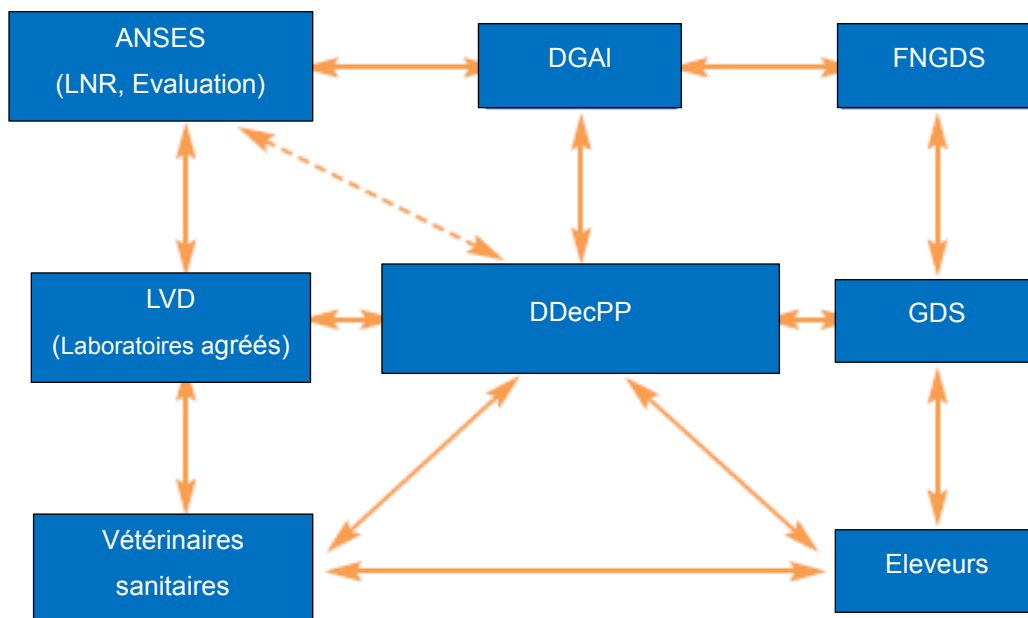 ANSES
(LNR, Evaluation)
DGAl
FNGDS
LVD
(Laboratoires agréés)
DDecPP
GDS
Vétérinaires
sanitaires
Eleveurs